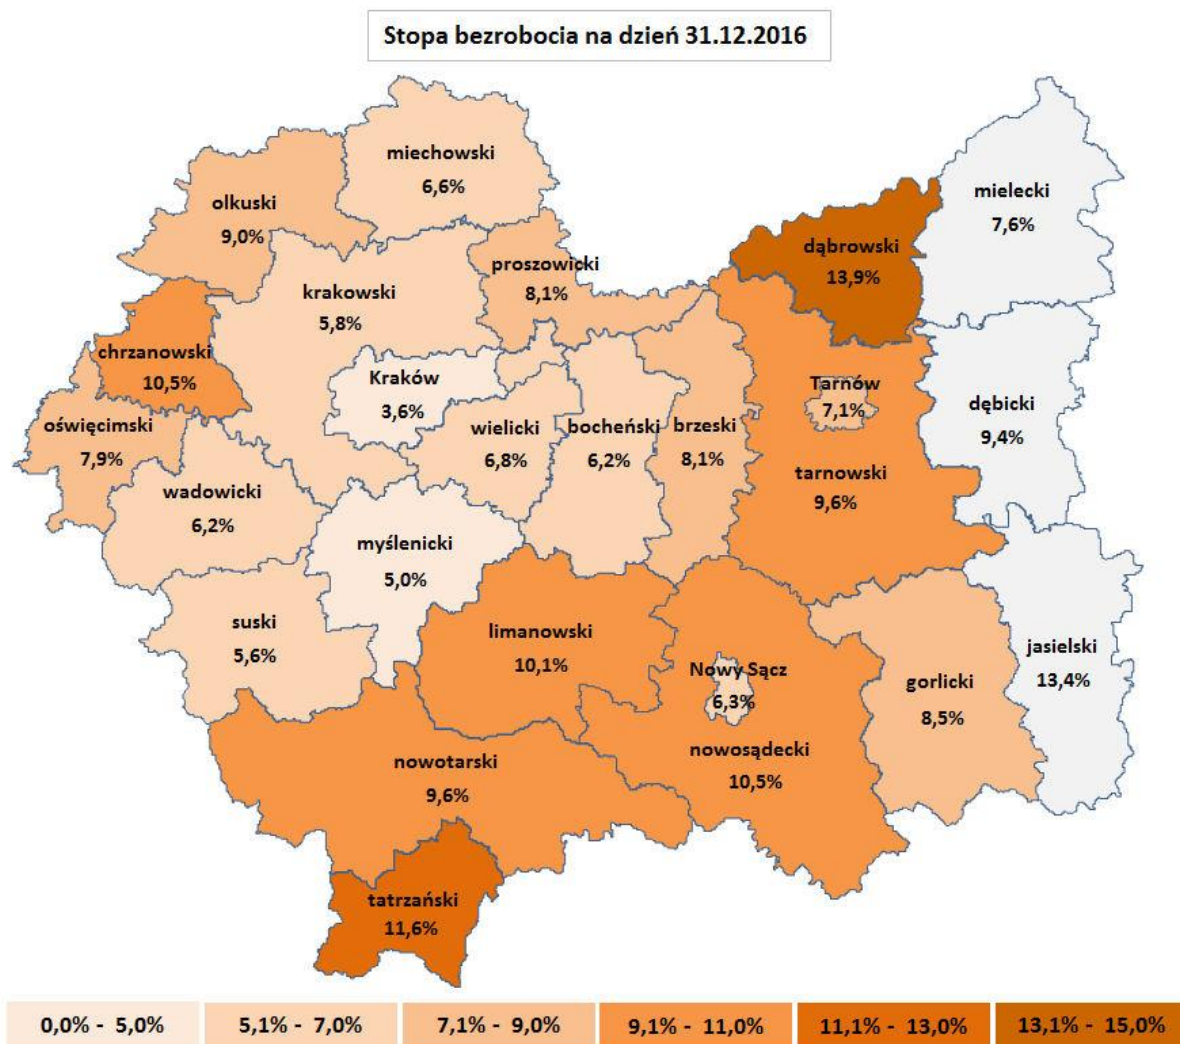 Stopa bezrobocia na dzień 31.12.2016
miechowski
6,6%
olkuski
9,0%
mielecki
7,6%
dąbrowski
13,9%
proszowicki
8,1%
krakowski
5,8%
chrzanowski
10,5%
Kraków
3,6%
Tarnów
7,1%
dębicki
9,4%
oświęcimski
7,9%
wielicki
6,8%
bocheński
6,2%
brzeski
8,1%
tarnowski
9,6%
wadowicki
6,2%
myślenicki
5,0%
suski
5,6%
limanowski
10,1%
jasielski
13,4%
Nowy Sącz
6,3%
gorlicki
8,5%
nowosądecki
10,5%
nowotarski
9,6%
tatrzański
11,6%
0,0% - 5,0%
5,1% - 7,0%
7,1% - 9,0%
9,1% - 11,0%
11,1% - 13,0%
13,1% - 15,0%